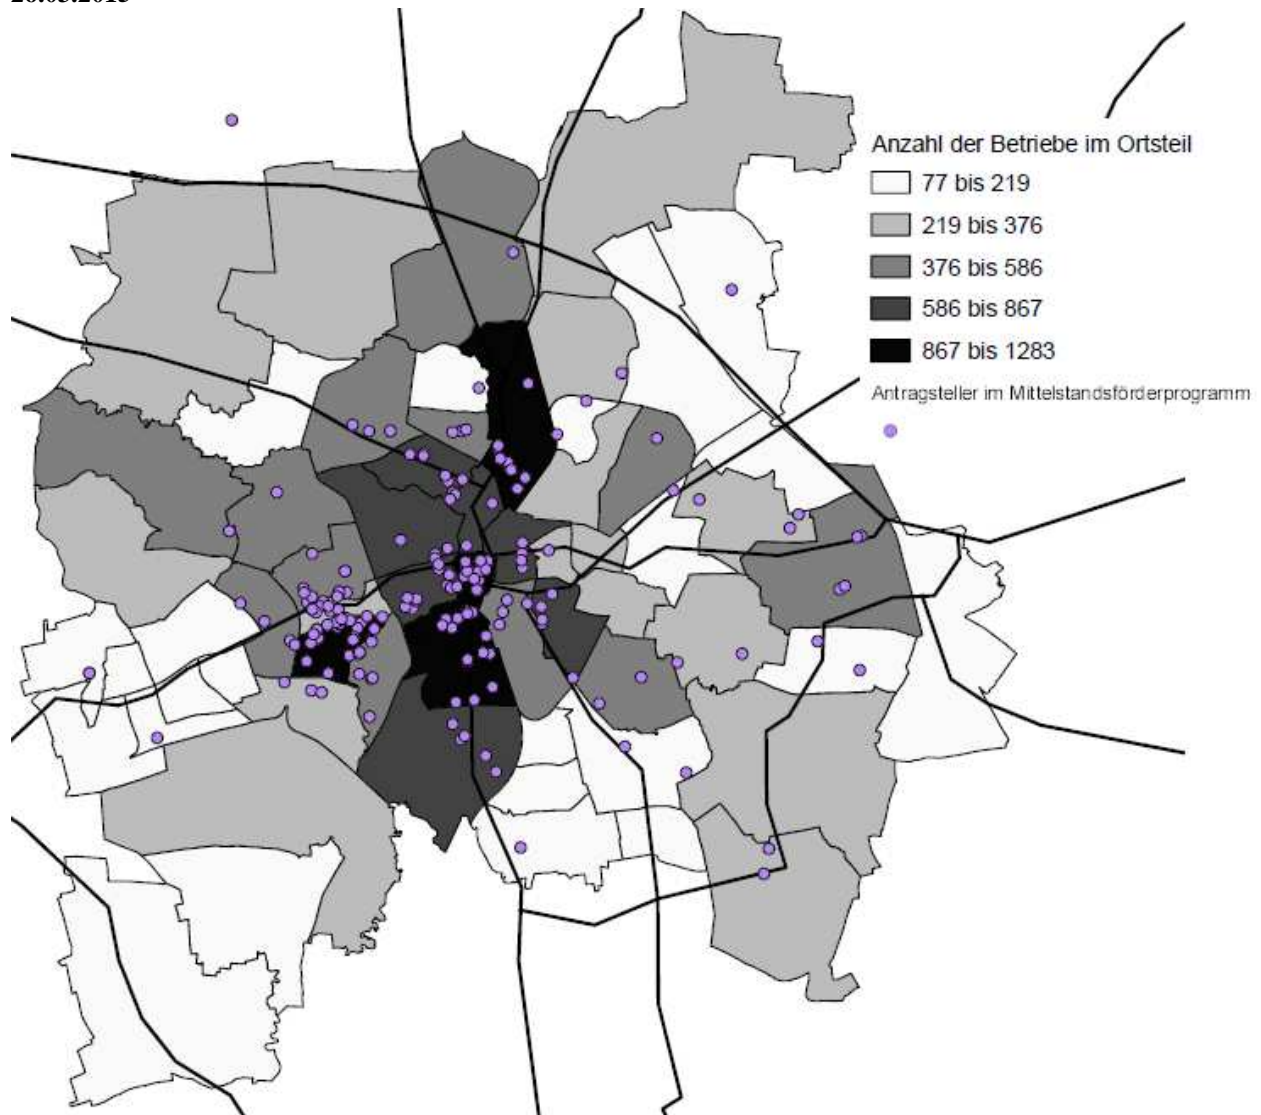 Anzahl der Betriebe im Ortsteil
77 bis 219
219 bis 376
376 bis 586
586 bis 867
867 bis 1283
Antragsteller im Mittelstandsförderprogramm